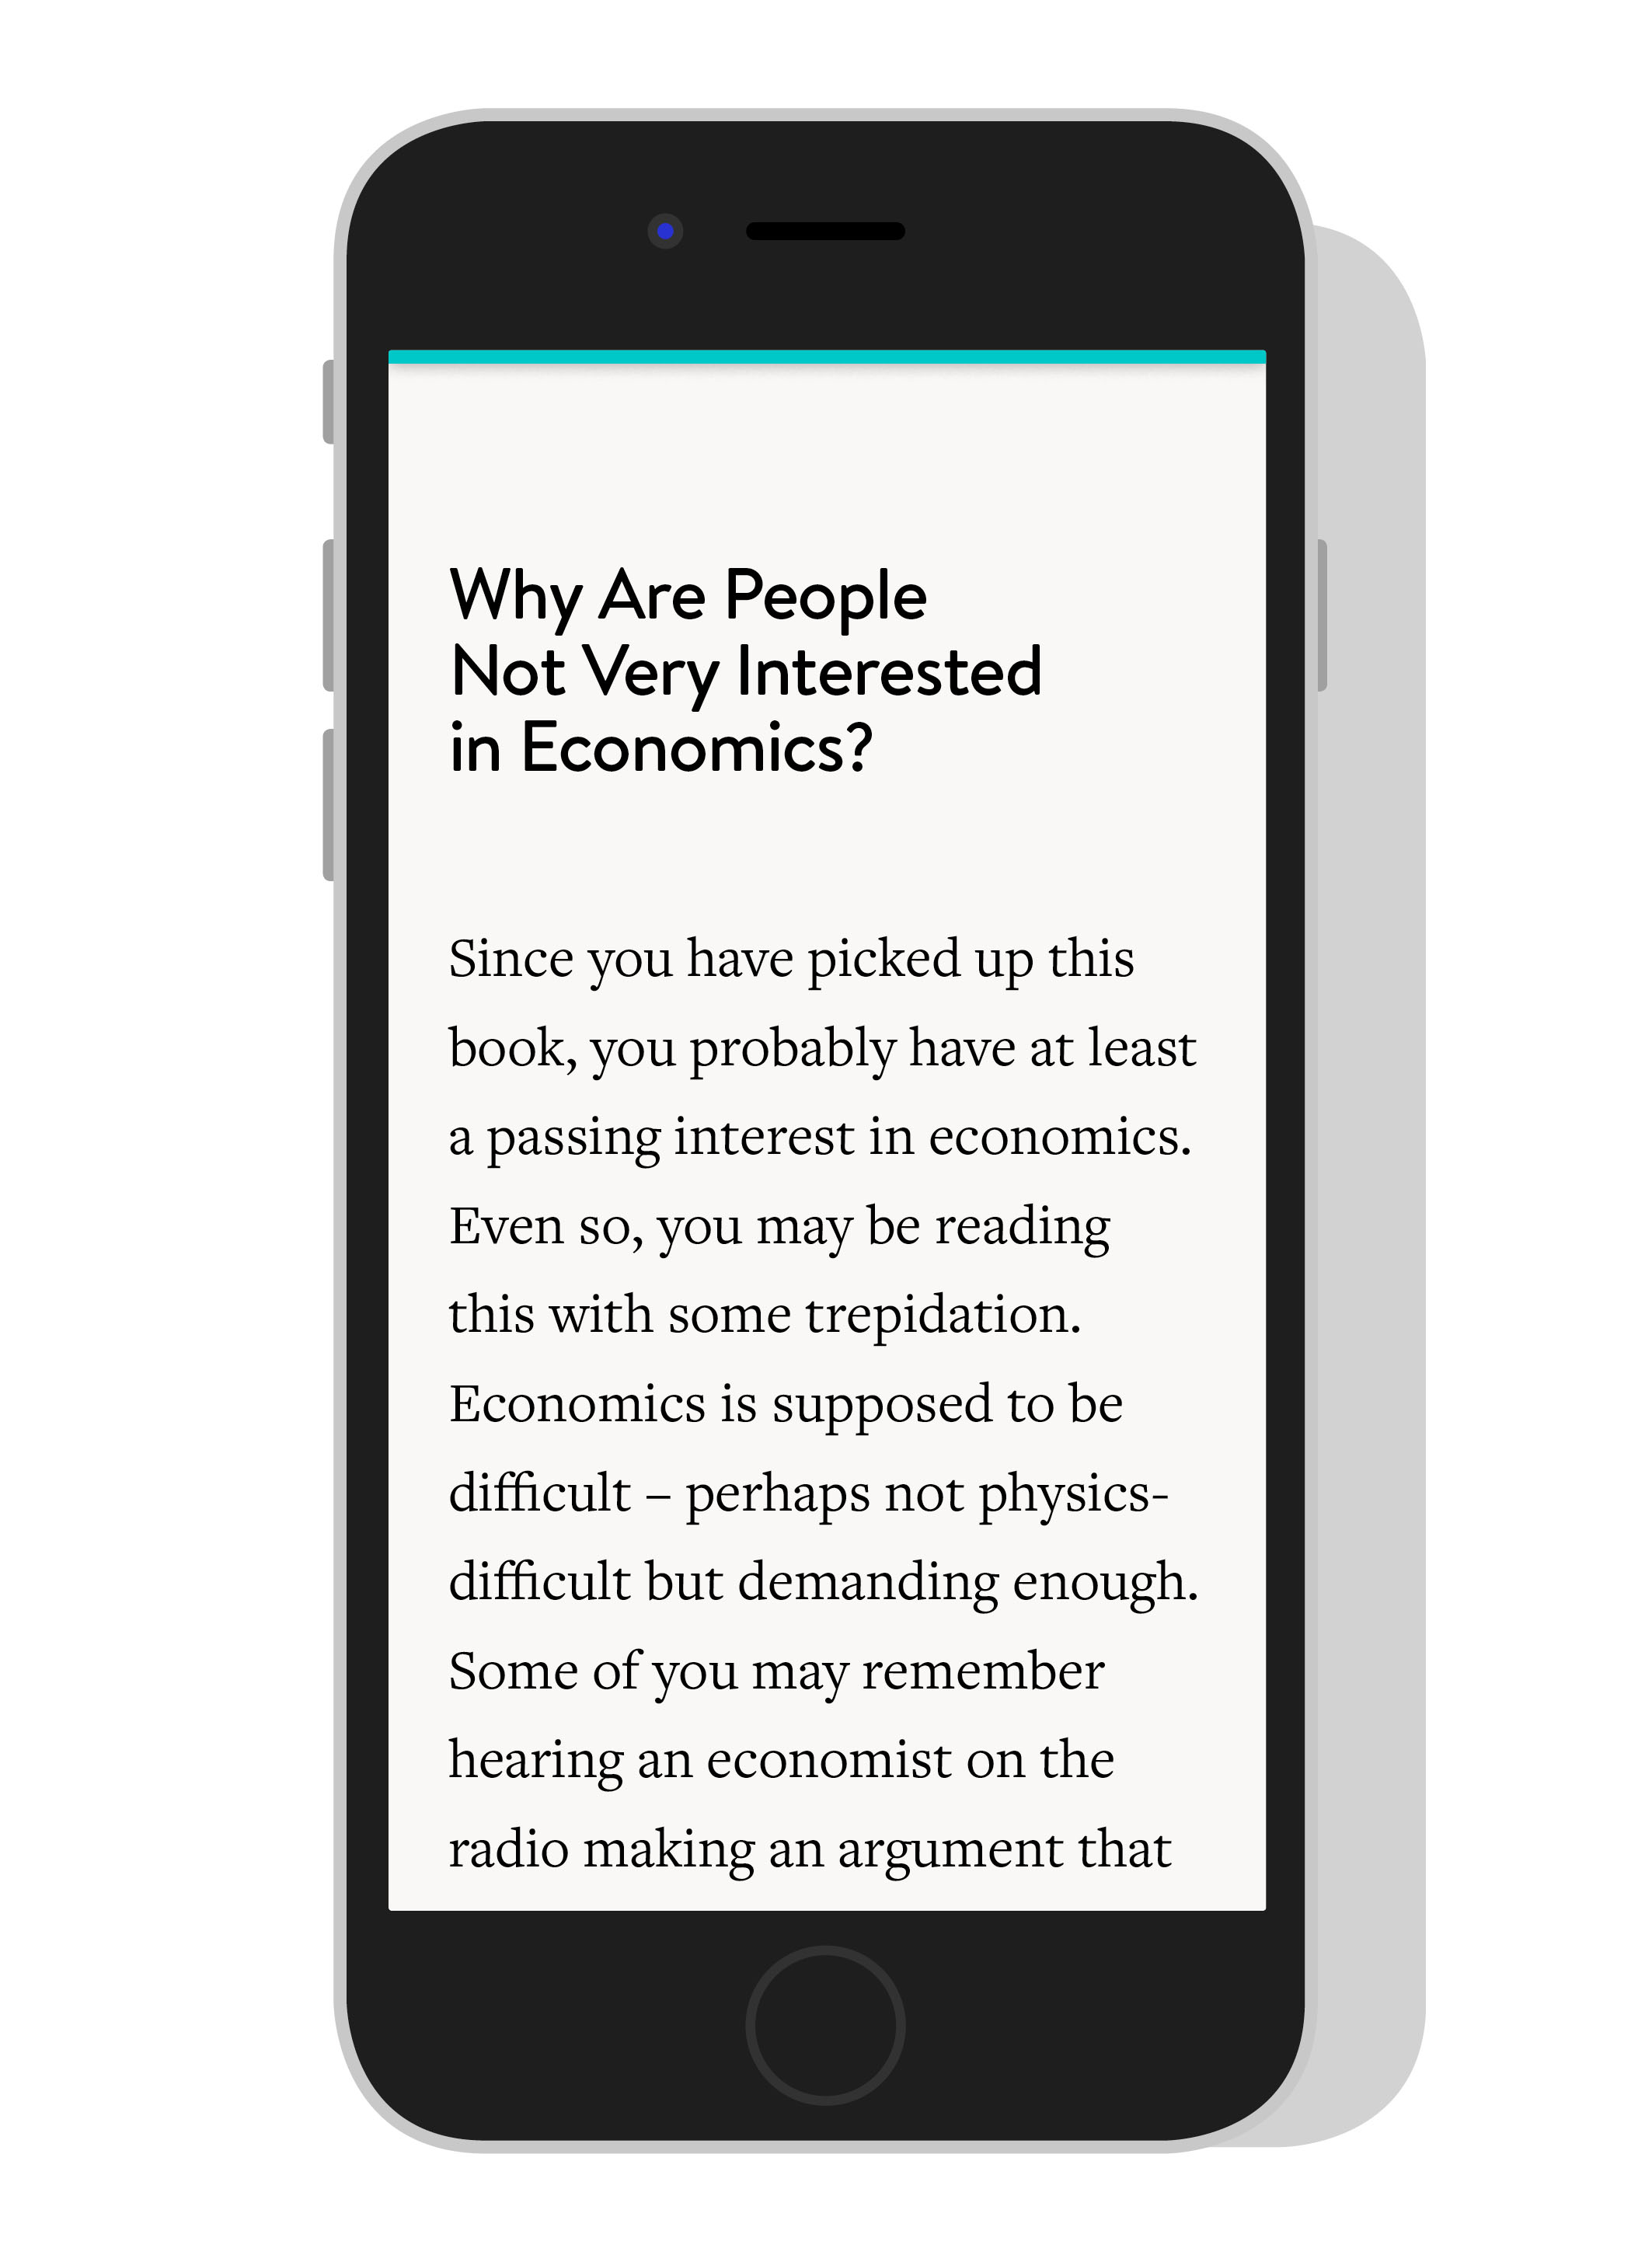 Why Are People
Not Very Interested
in Economics?
Since you have picked up this
book, you probably have at least
a passing interest in economics.
Even so, you may be reading
this with some trepidation.
Economics is supposed to be
difficult – perhaps not physics-
difficult but demanding enough.
Some of you may remember
hearing an economist on the
radio making an argument that